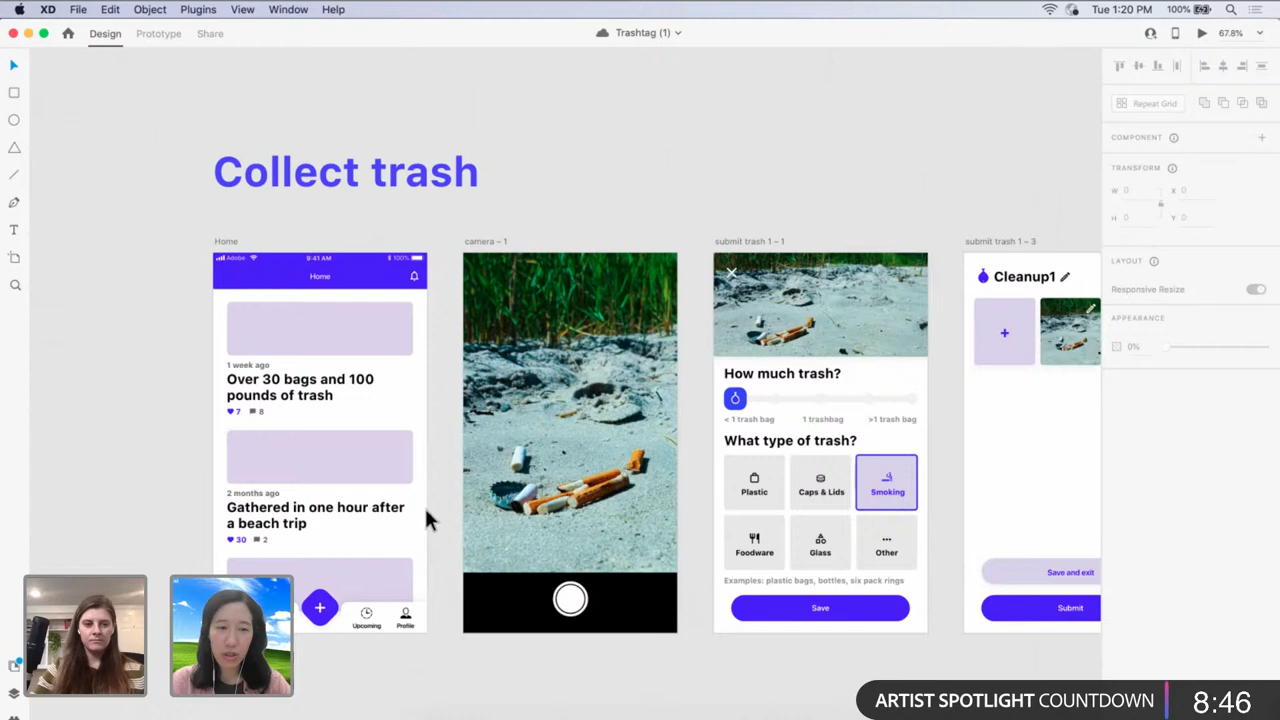 XD File Edit Object Plugins View Window Help
100% Tue 1:20 PM
Design Prototype Share
Trashtag (1)
67.8%
Repeat Grid
COMPONENT
TRANSFORM
W 0 X 0
H 0 Y 0
LAYOUT
Responsive Resize
APPEARANCE
0%
Collect trash
Home
camera – 1
submit trash 1 – 1
submit trash 1 – 3
Adobe 9:41 AM 100%
Home
1 week ago
Over 30 bags and 100
pounds of trash
7 8
2 months ago
Gathered in one hour after
a beach trip
30 2
Upcoming
Profile
How much trash?
< 1 trash bag 1 trashbag >1 trash bag
What type of trash?
Plastic Caps & Lids Smoking
Foodware Glass Other
Examples: plastic bags, bottles, six pack rings
Save
Cleanup1
Save and exit
Submit
ARTIST SPOTLIGHT COUNTDOWN 8:46